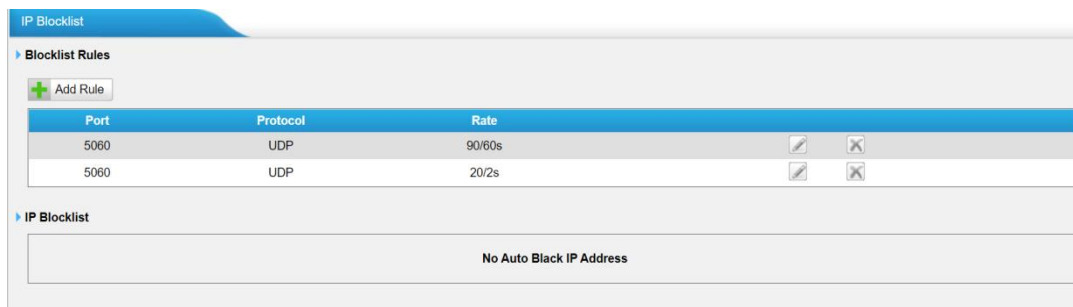 IP Blocklist
Blocklist Rules
Add Rule
Port Protocol Rate
5060 UDP 90/60s
5060 UDP 20/2s
IP Blocklist
No Auto Black IP Address